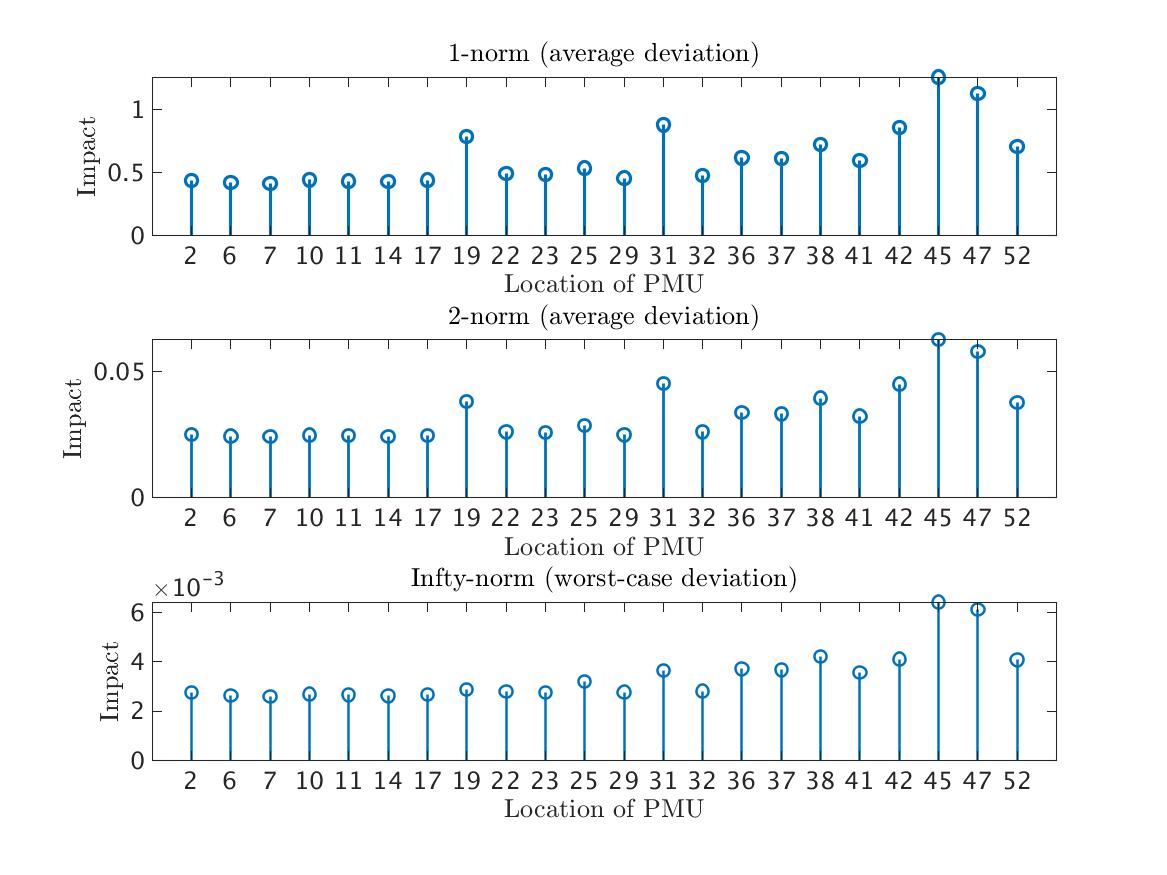 1-norm (average deviation)
Impact
1
0.5
0
2 6 7 10 11 14 17 19 22 23 25 29 31 32 36 37 38 41 42 45 47 52
Location of PMU
2-norm (average deviation)
Impact
0.05
0
2 6 7 10 11 14 17 19 22 23 25 29 31 32 36 37 38 41 42 45 47 52
Location of PMU
Infty-norm (worst-case deviation)
×10⁻³
Impact
6
4
2
0
2 6 7 10 11 14 17 19 22 23 25 29 31 32 36 37 38 41 42 45 47 52
Location of PMU